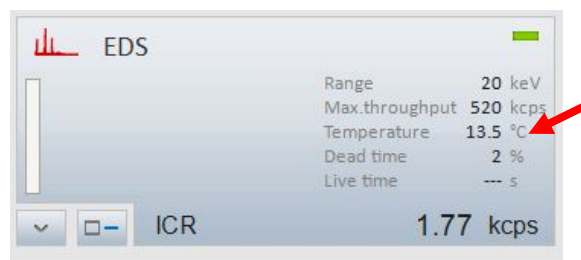 EDS
Range 20 keV
Max.throughput 520 kcps
Temperature 13.5 °C
Dead time 2 %
Live time --- s
ICR 1.77 kcps